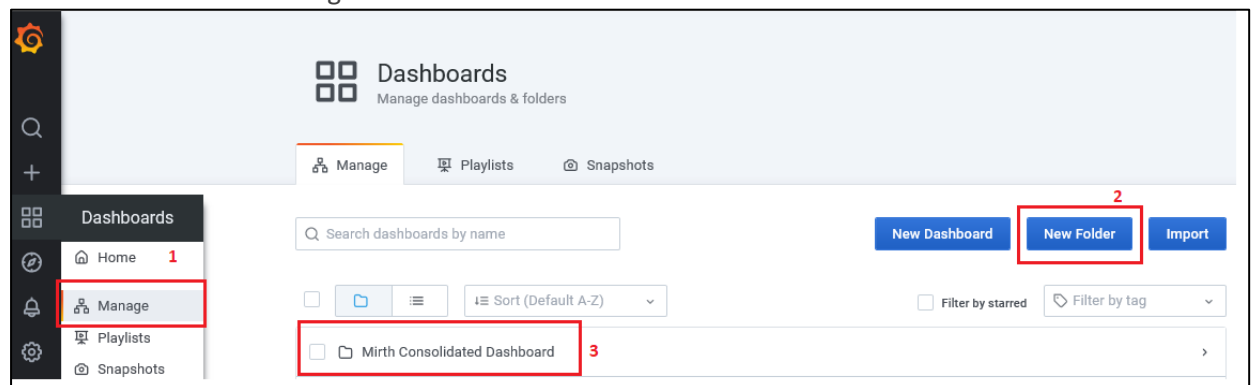 Dashboards
Manage dashboards & folders
Manage Playlists Snapshots
Dashboards
Home 1
Manage
Playlists
Snapshots
2
Search dashboards by name New Dashboard New Folder Import
Sort (Default A-Z) Filter by starred Filter by tag
Mirth Consolidated Dashboard 3